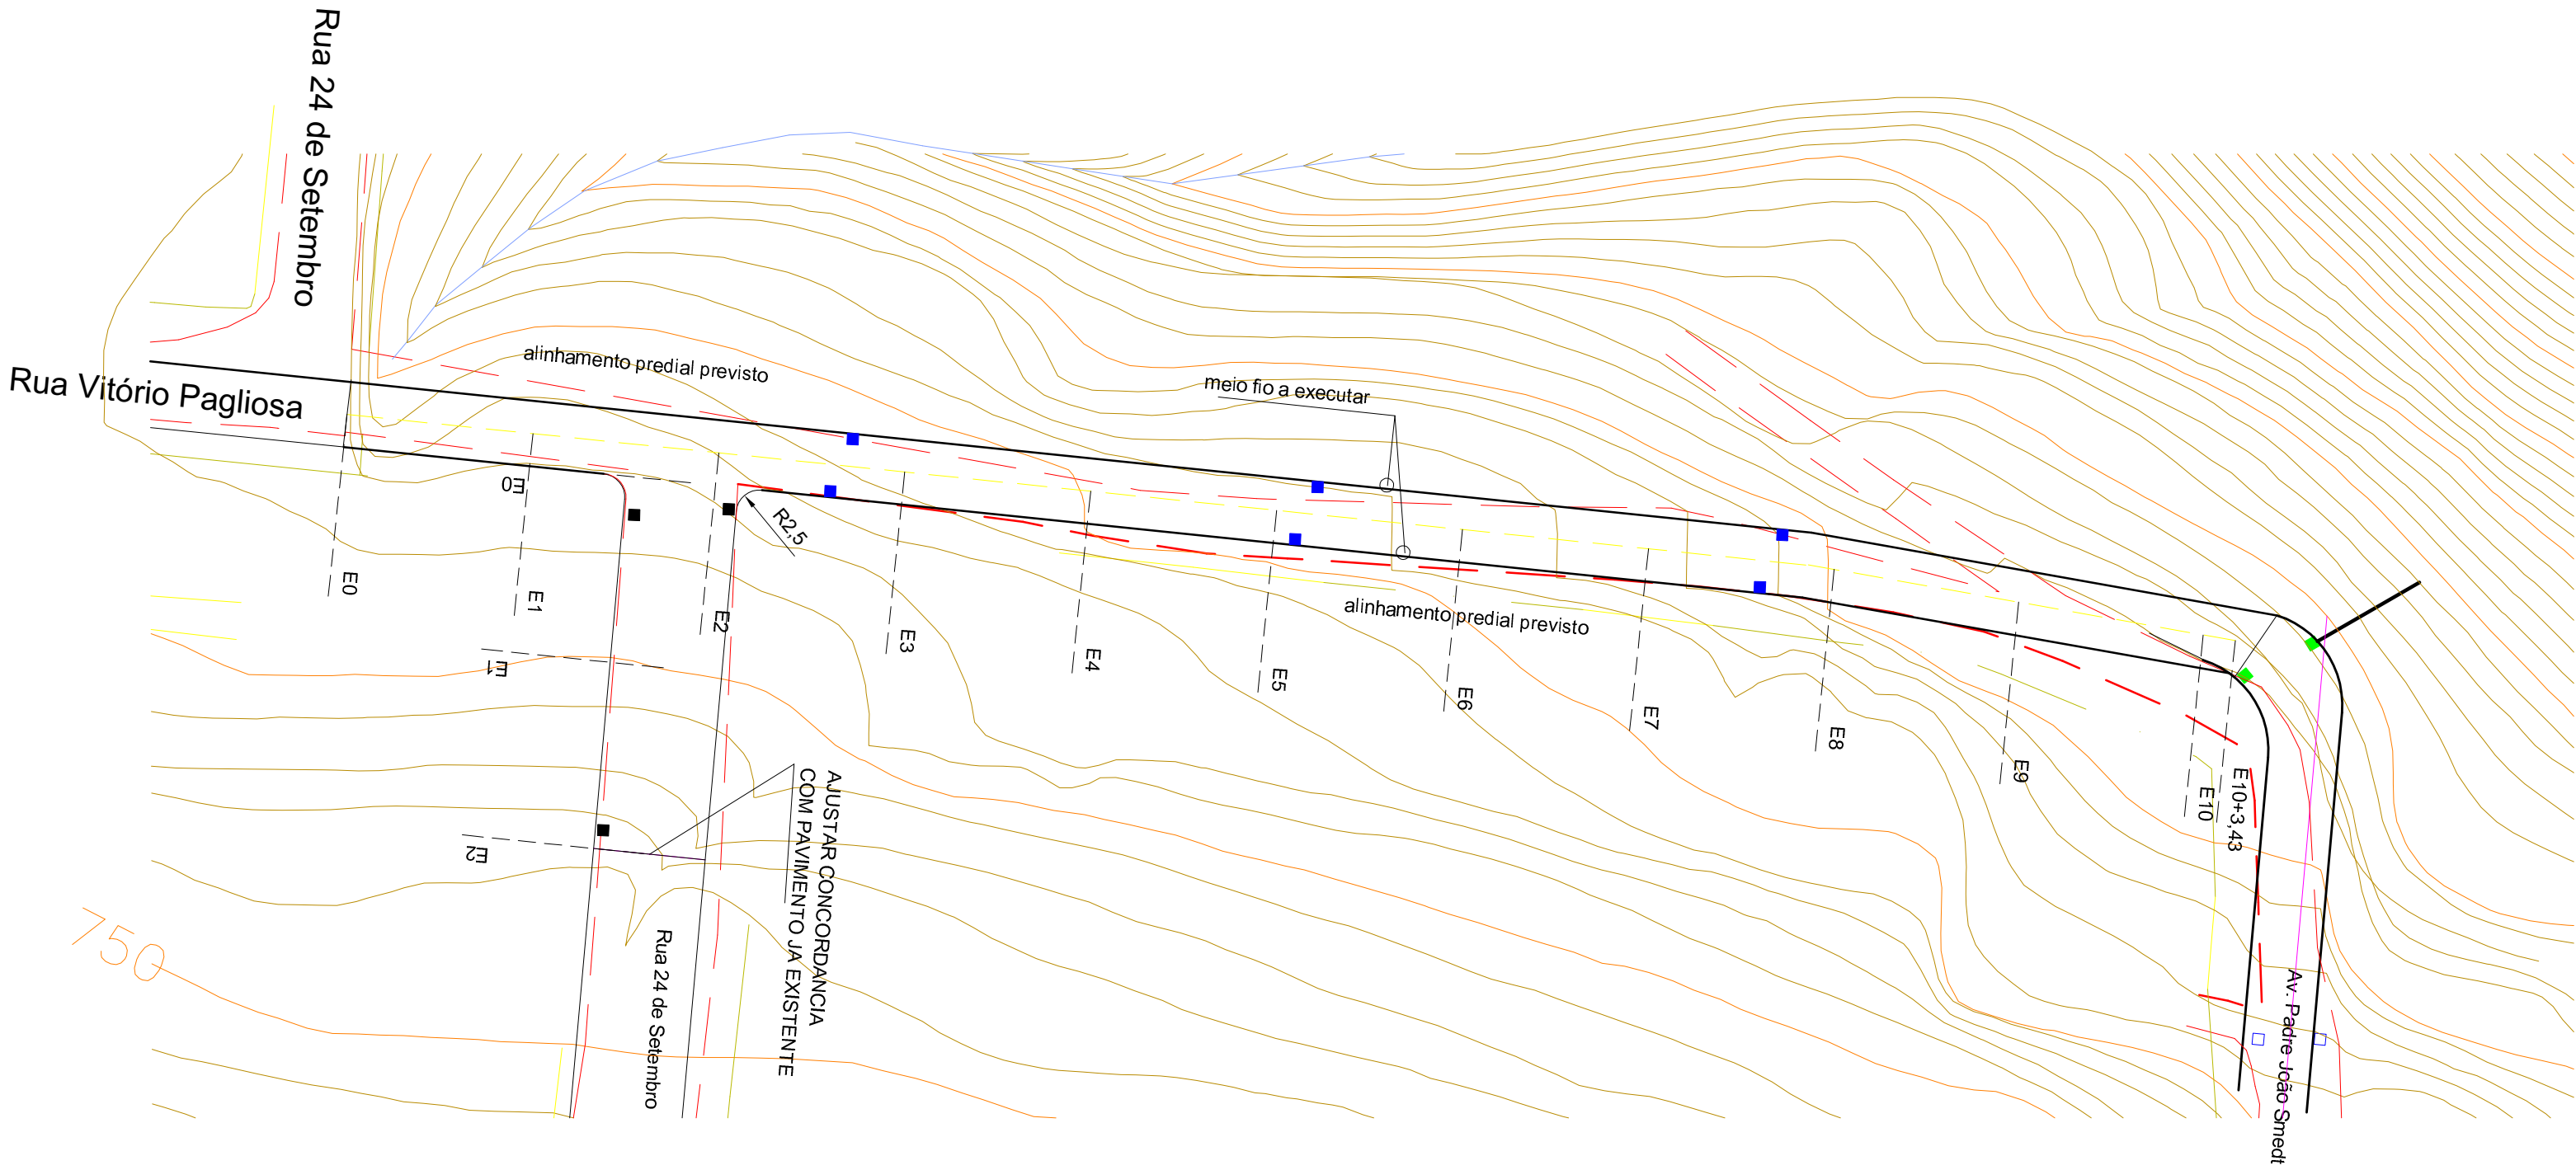 Rua 24 de Setembro
Rua Vitório Pagliosa
alinhamento predial previsto
meio fio a executar
R2,5
alinhamento predial previsto
E0
E0
E1
E2
E3
E4
E5
E6
E7
E8
E9
E10
E10+3,43
E1
E2
AJUSTAR CONCORDANCIA
COM PAVIMENTO JA EXISTENTE
Rua 24 de Setembro
750
Av. Padre João Smedt